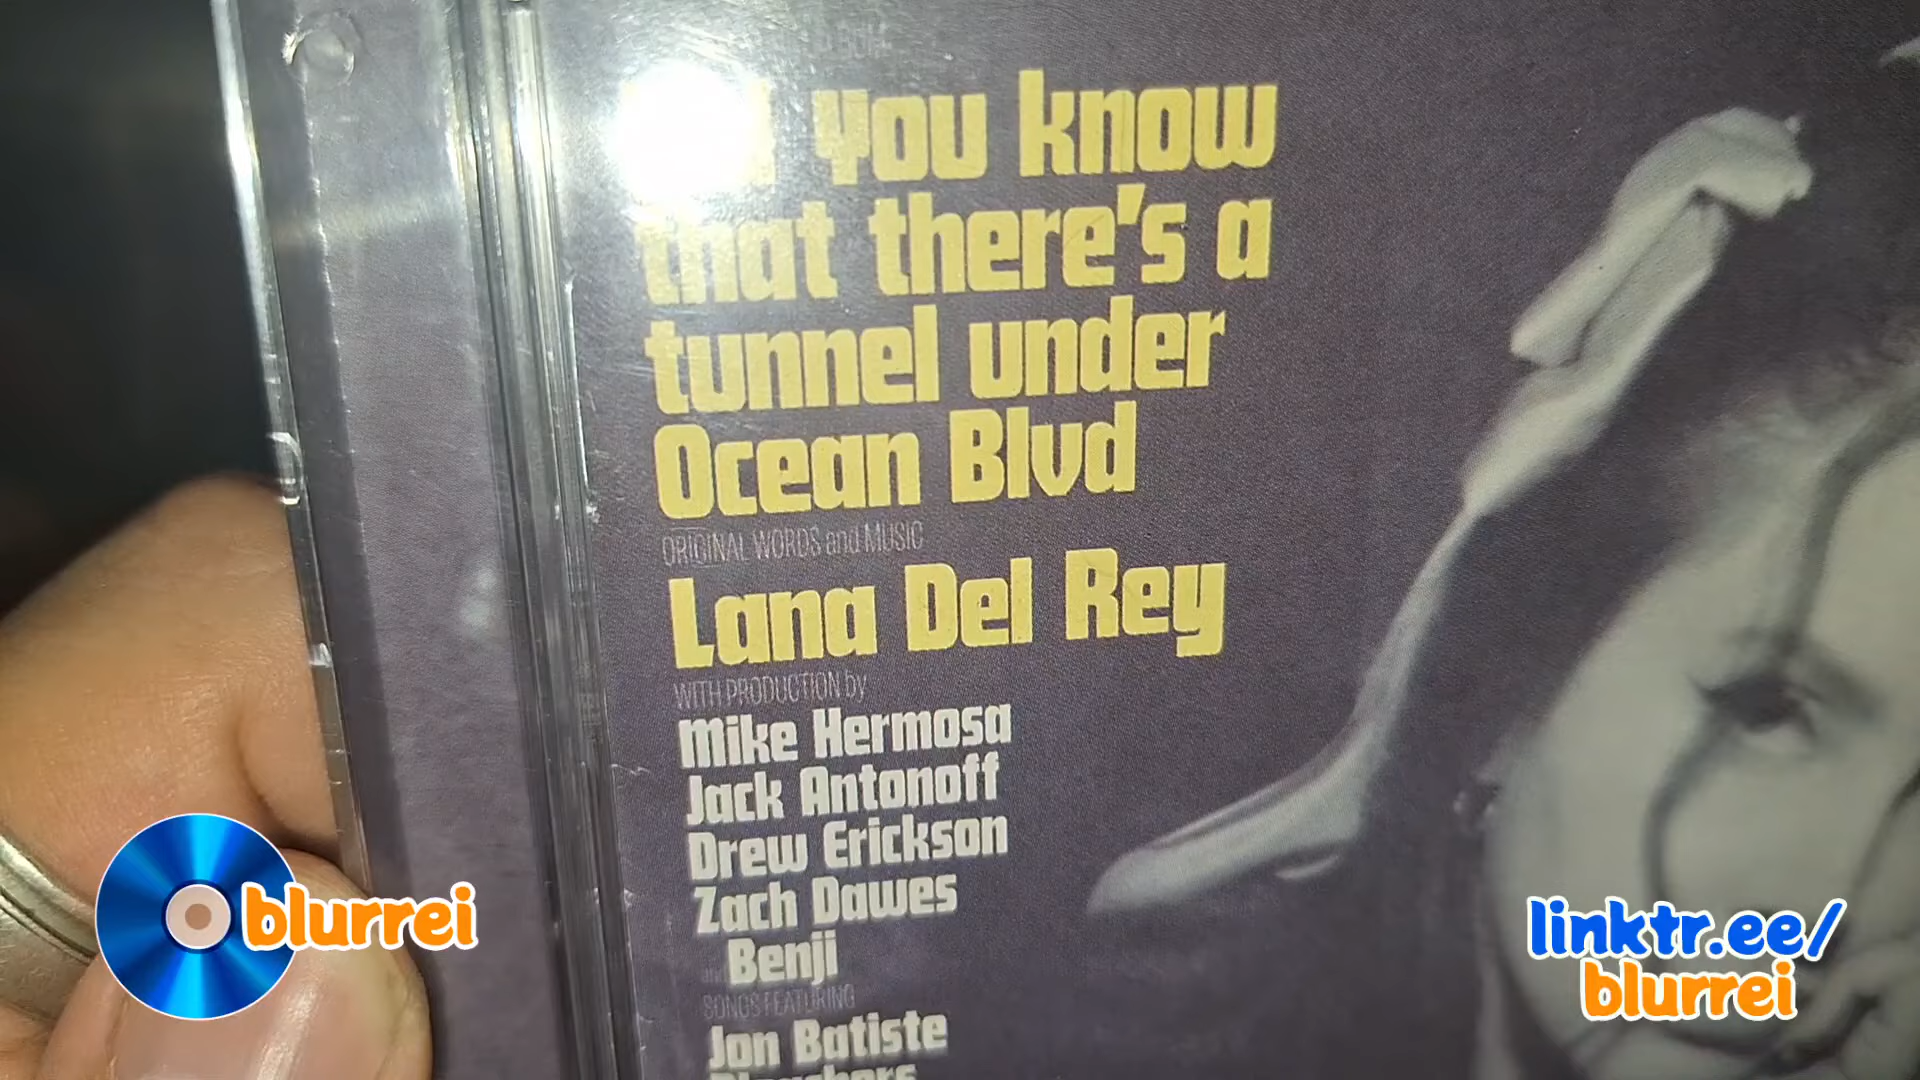 you know
that there's a
tunnel under
Ocean Blvd
ORIGINAL WORDS and MUSIC
Lana Del Rey
WITH PRODUCTION by
Mike Hermosa
Jack Antonoff
Drew Erickson
Zach Dawes
Benji
SONGS FEATURING
Jon Batiste
blurrei
linktr.ee/
blurrei